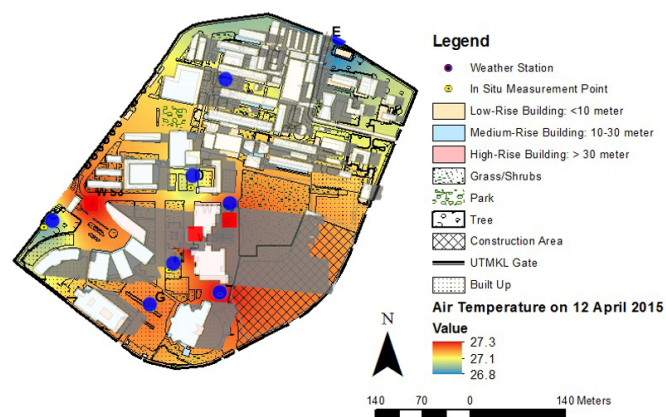 E
W S3
G
N
Legend
Weather Station
In Situ Measurement Point
Low-Rise Building: <10 meter
Medium-Rise Building: 10-30 meter
High-Rise Building: > 30 meter
Grass/Shrubs
Park
Tree
Construction Area
UTMKL Gate
Built Up
Air Temperature on 12 April 2015
Value
27.3
27.1
26.8
140 70 0 140 Meters